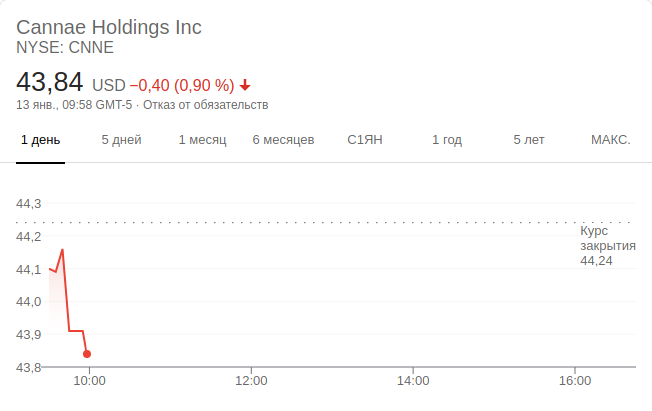 Cannae Holdings Inc
NYSE: CNNE
43,84 USD −0,40 (0,90 %)
13 янв., 09:58 GMT-5 · Отказ от обязательств
1 день 5 дней 1 месяц 6 месяцев С1ЯН 1 год 5 лет МАКС.
44,3
44,2
Курс
закрытия
44,24
44,1
44,0
43,9
43,8
10:00 12:00 14:00 16:00